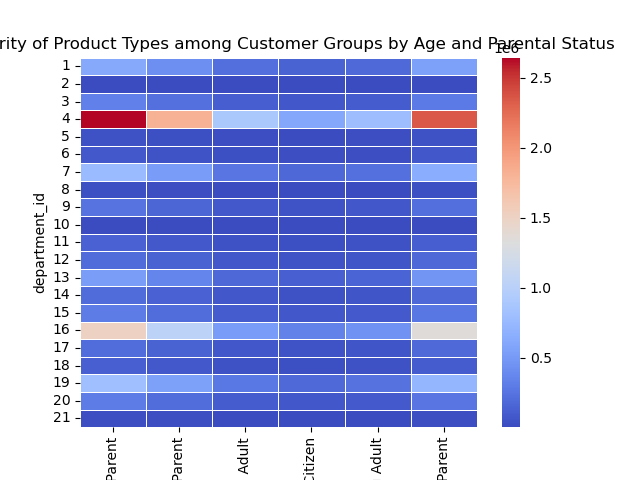 rity of Product Types among Customer Groups by Age and Parental Status
1e6
1
2
3
4
5
6
7
8
9
10
11
12
13
14
15
16
17
18
19
20
21
department_id
Parent
Parent
Adult
Citizen
Adult
Parent
2.5
2.0
1.5
1.0
0.5